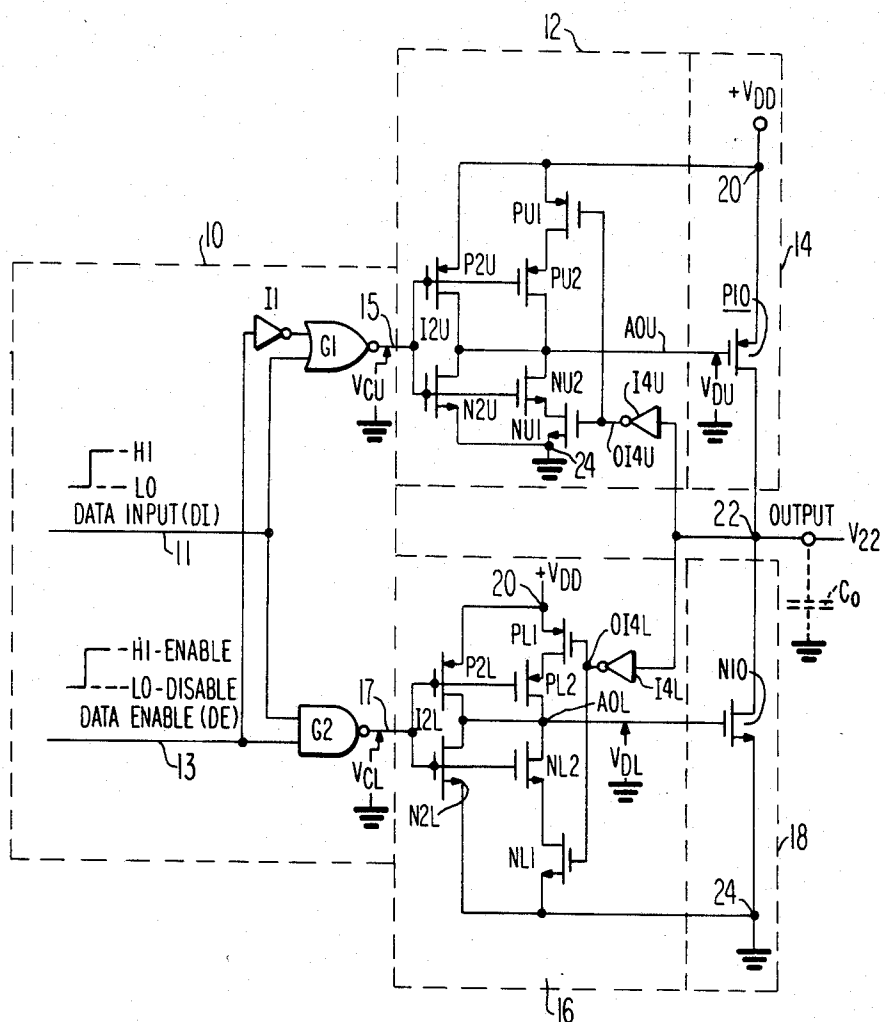 12
+VDD
20
14
10
PU1
P2U
PU2
P10
I1
15
I2U
AOU
G1
VCU
N2U
NU2
I4U
VDU
NU1
OI4U
24
HI
LO
DATA INPUT(DI)
11
22
OUTPUT
V22
20
+VDD
CO
PL1
OI4L
HI-ENABLE
LO-DISABLE
P2L
PL2
I4L
N10
DATA ENABLE(DE)
17
I2L
AOL
13
G2
VCL
NL2
VDL
N2L
NL1
18
24
16